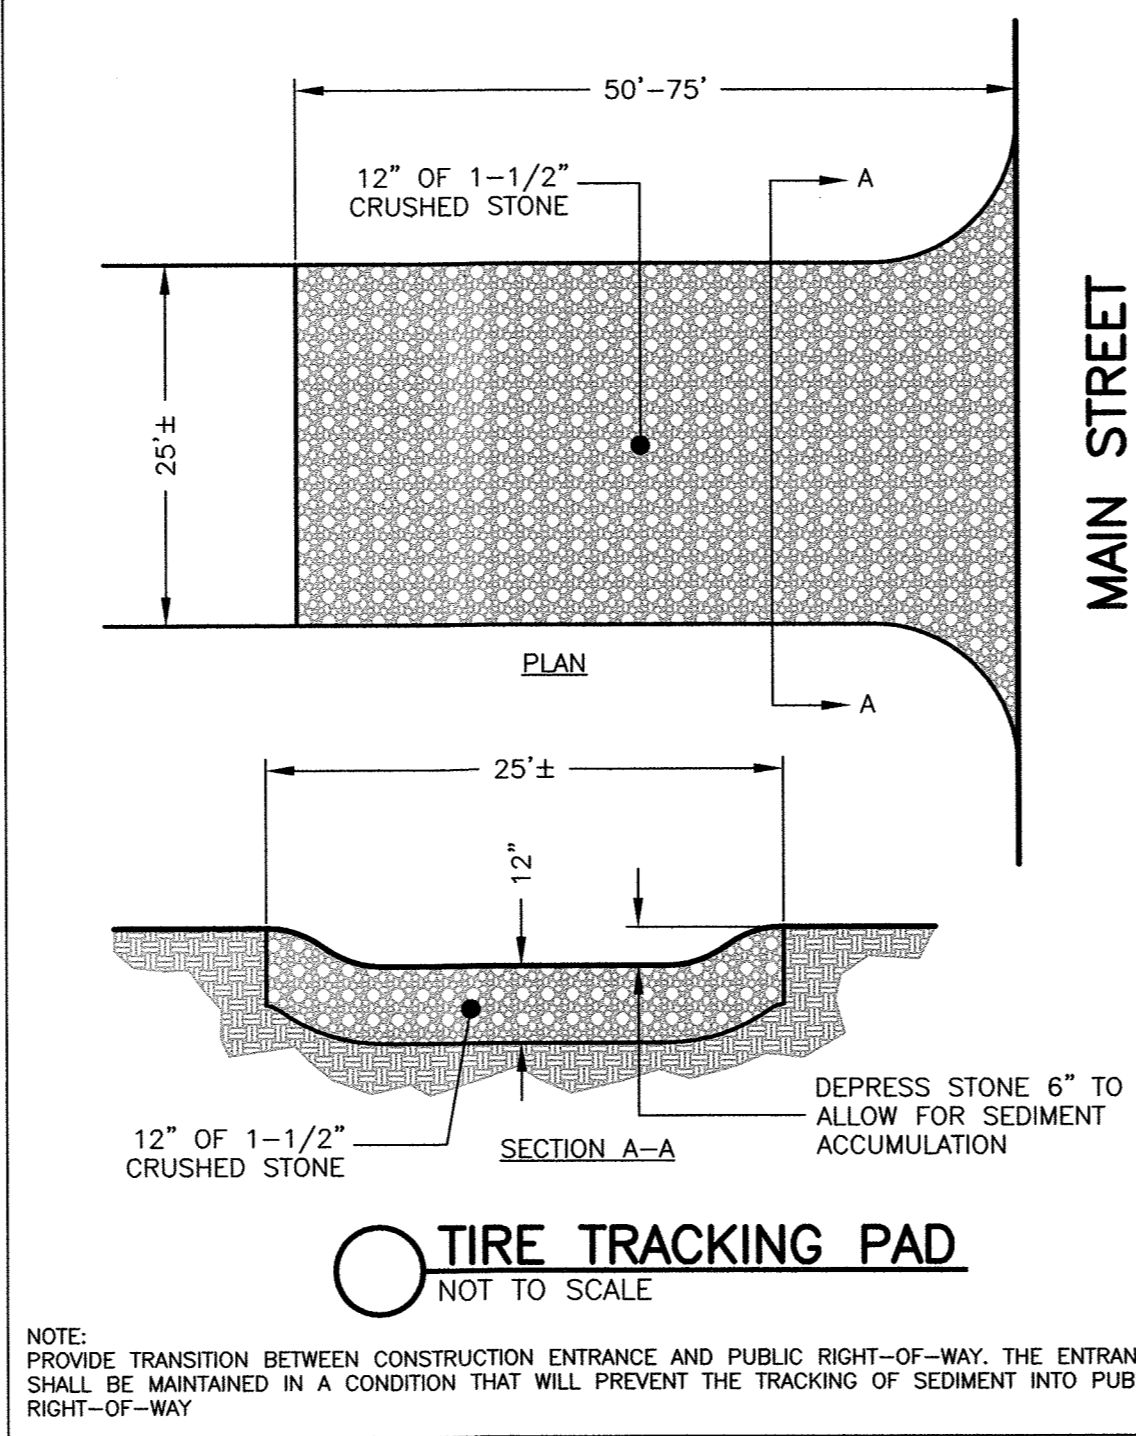 50'-75'
12" OF 1-1/2"
CRUSHED STONE
A
25'±
MAIN STREET
PLAN
A
25'±
12"
12" OF 1-1/2"
CRUSHED STONE
SECTION A-A
DEPRESS STONE 6" TO
ALLOW FOR SEDIMENT
ACCUMULATION
TIRE TRACKING PAD
NOT TO SCALE
NOTE:
PROVIDE TRANSITION BETWEEN CONSTRUCTION ENTRANCE AND PUBLIC RIGHT-OF-WAY. THE ENTRAN
SHALL BE MAINTAINED IN A CONDITION THAT WILL PREVENT THE TRACKING OF SEDIMENT INTO PUB
RIGHT-OF-WAY